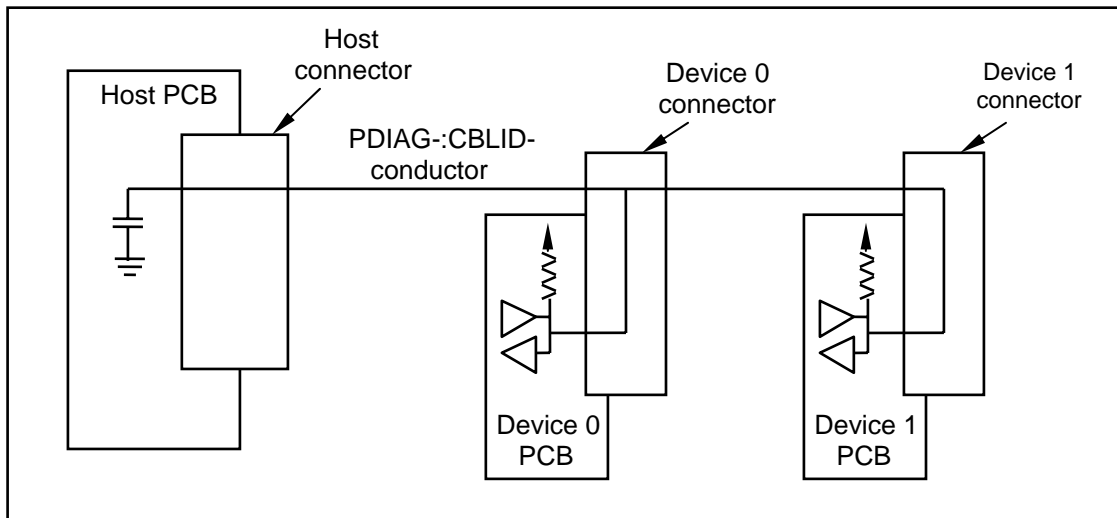 Host
connector
Host PCB
Device 0
connector
Device 1
connector
PDIAG-:CBLID-
conductor
Device 0
PCB
Device 1
PCB